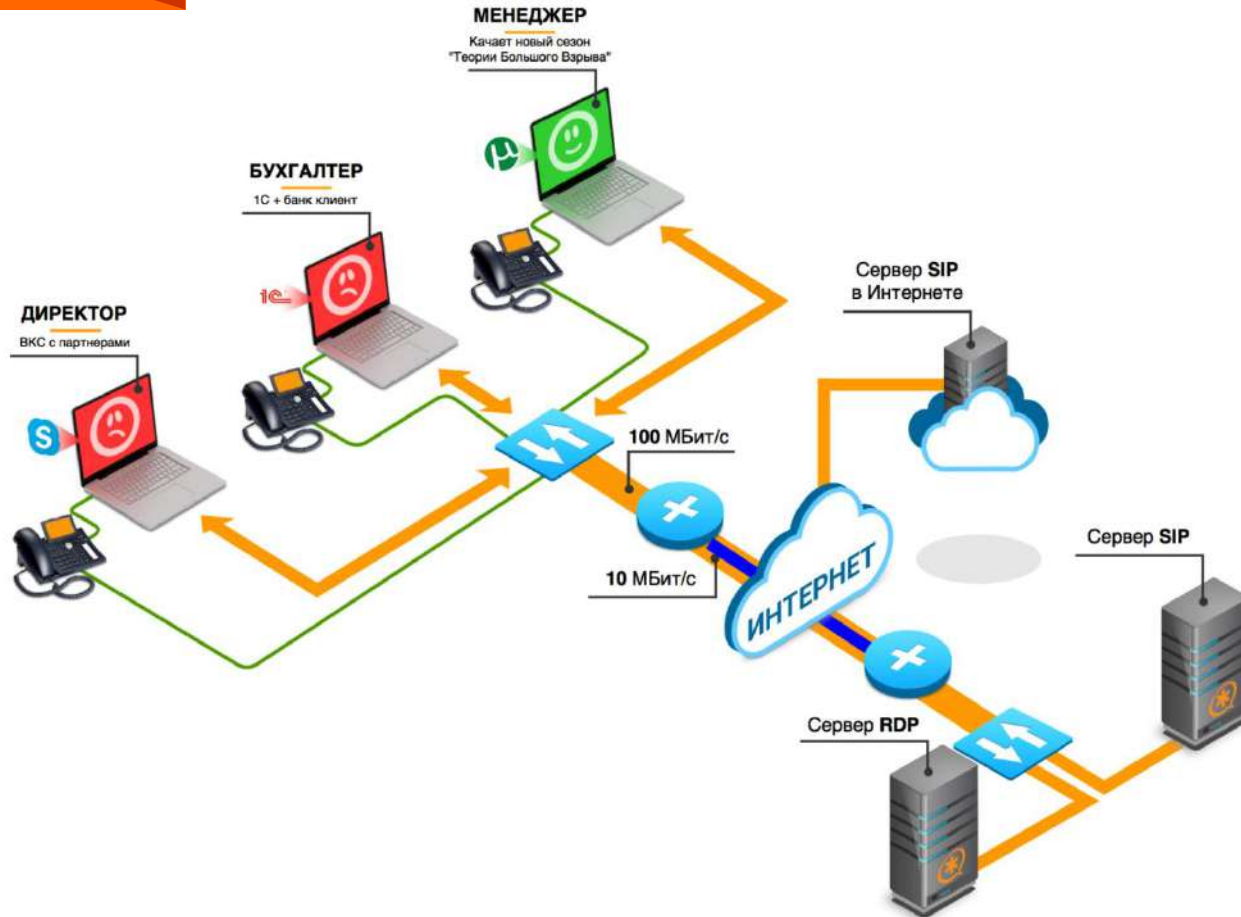 МЕНЕДЖЕР
Качает новый сезон
"Теории Большого Взрыва"
µ
БУХГАЛТЕР
1С + банк клиент
1С
ДИРЕКТОР
ВКС с партнерами
S
Сервер SIP
в Интернете
100 МБит/с
10 МБит/с
ИНТЕРНЕТ
Сервер SIP
Сервер RDP